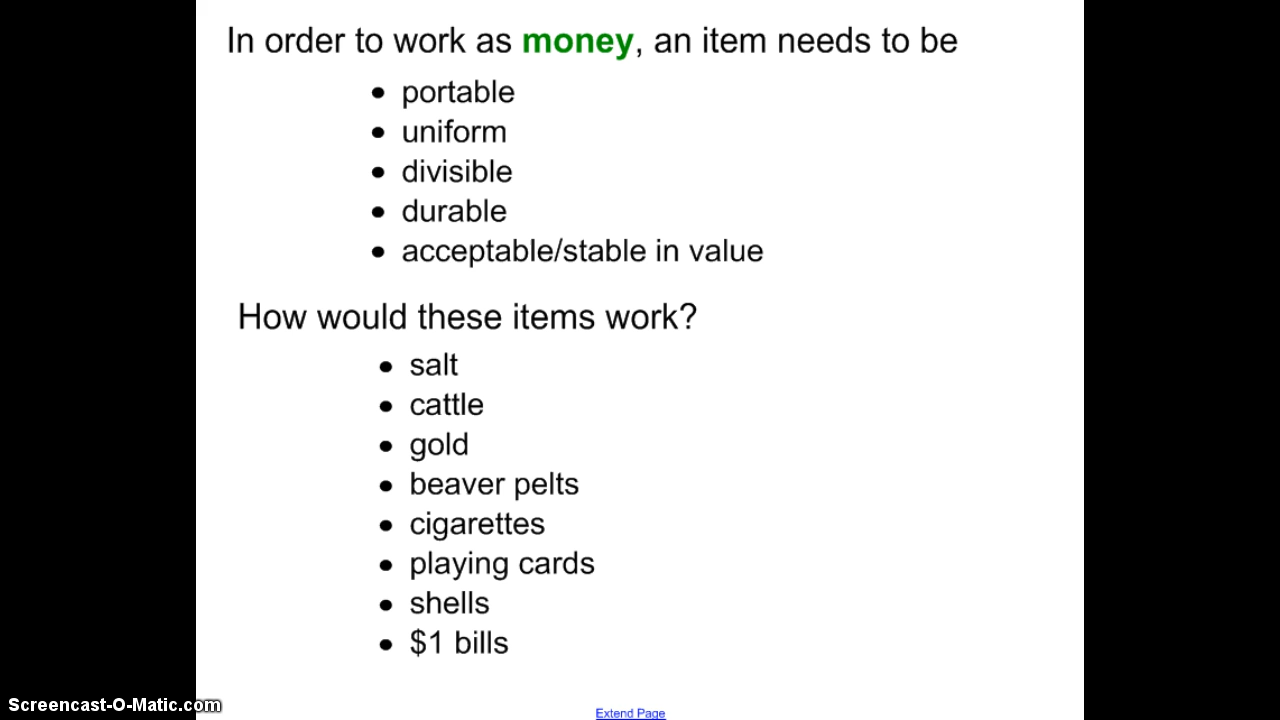 In order to work as money, an item needs to be
• portable
• uniform
• divisible
• durable
• acceptable/stable in value
How would these items work?
• salt
• cattle
• gold
• beaver pelts
• cigarettes
• playing cards
• shells
• $1 bills
Screencast-O-Matic.com
Extend Page